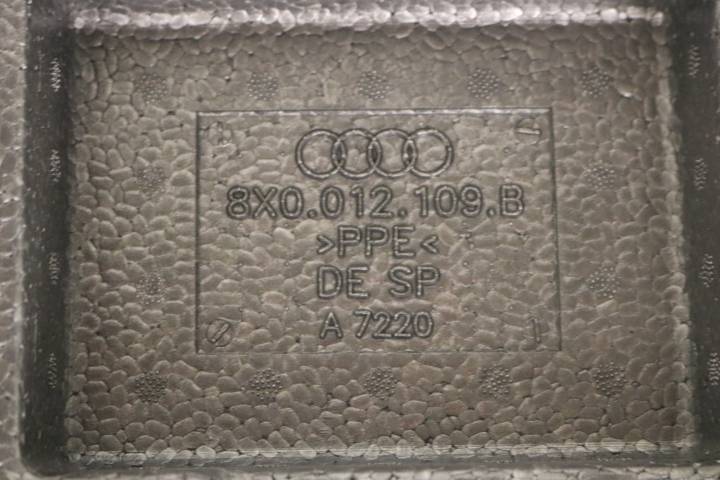 8X0.012.109.B
>PPE<
DE SP
A 7220